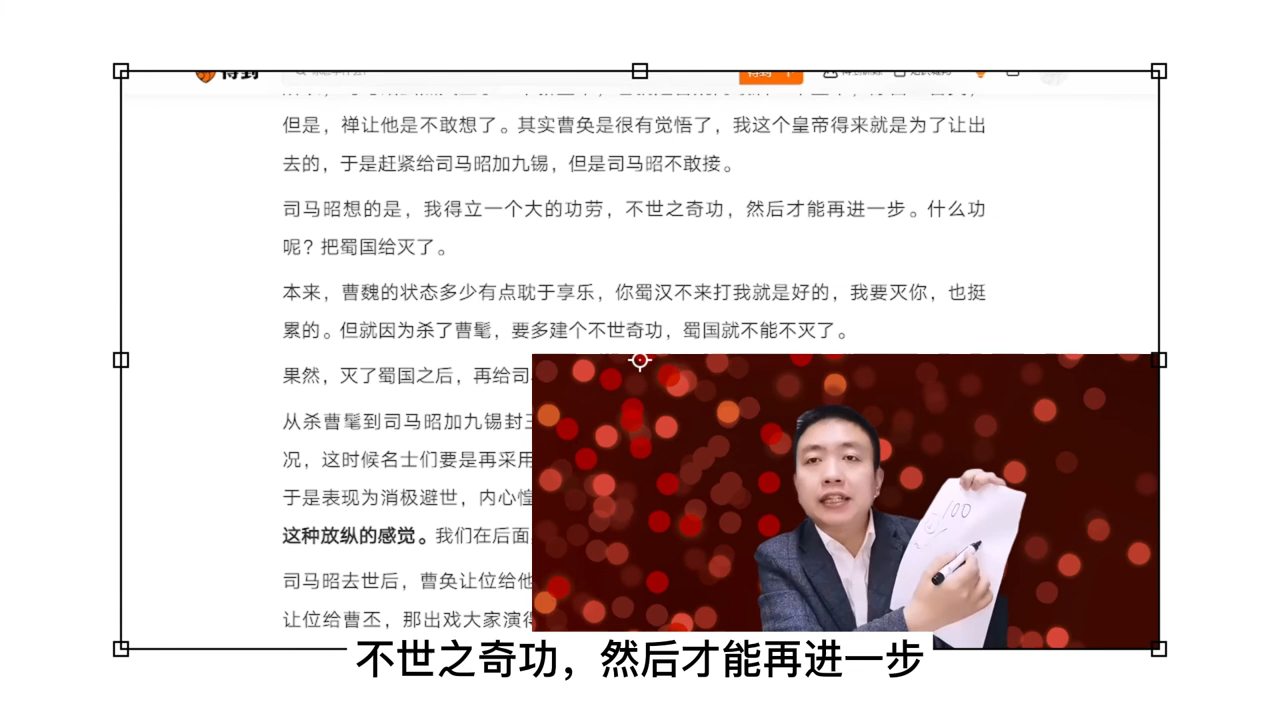 得到
但是，禅让他是不敢想了。其实曹奂是很有觉悟了，我这个皇帝得来就是为了让出
去的，于是赶紧给司马昭加九锡，但是司马昭不敢接。
司马昭想的是，我得立一个大的功劳，不世之奇功，然后才能再进一步。什么功
呢？把蜀国给灭了。
本来，曹魏的状态多少有点耽于享乐，你蜀汉不来打我就是好的，我要灭你，也挺
累的。但就因为杀了曹髦，要多建个不世奇功，蜀国就不能不灭了。
果然，灭了蜀国之后，再给司
从杀曹髦到司马昭加九锡封王
况，这时候名士们要是再采用
于是表现为消极避世，内心惶
这种放纵的感觉。我们在后面
司马昭去世后，曹奂让位给他
让位给曹丕，那出戏大家演得
100
不世之奇功，然后才能再进一步